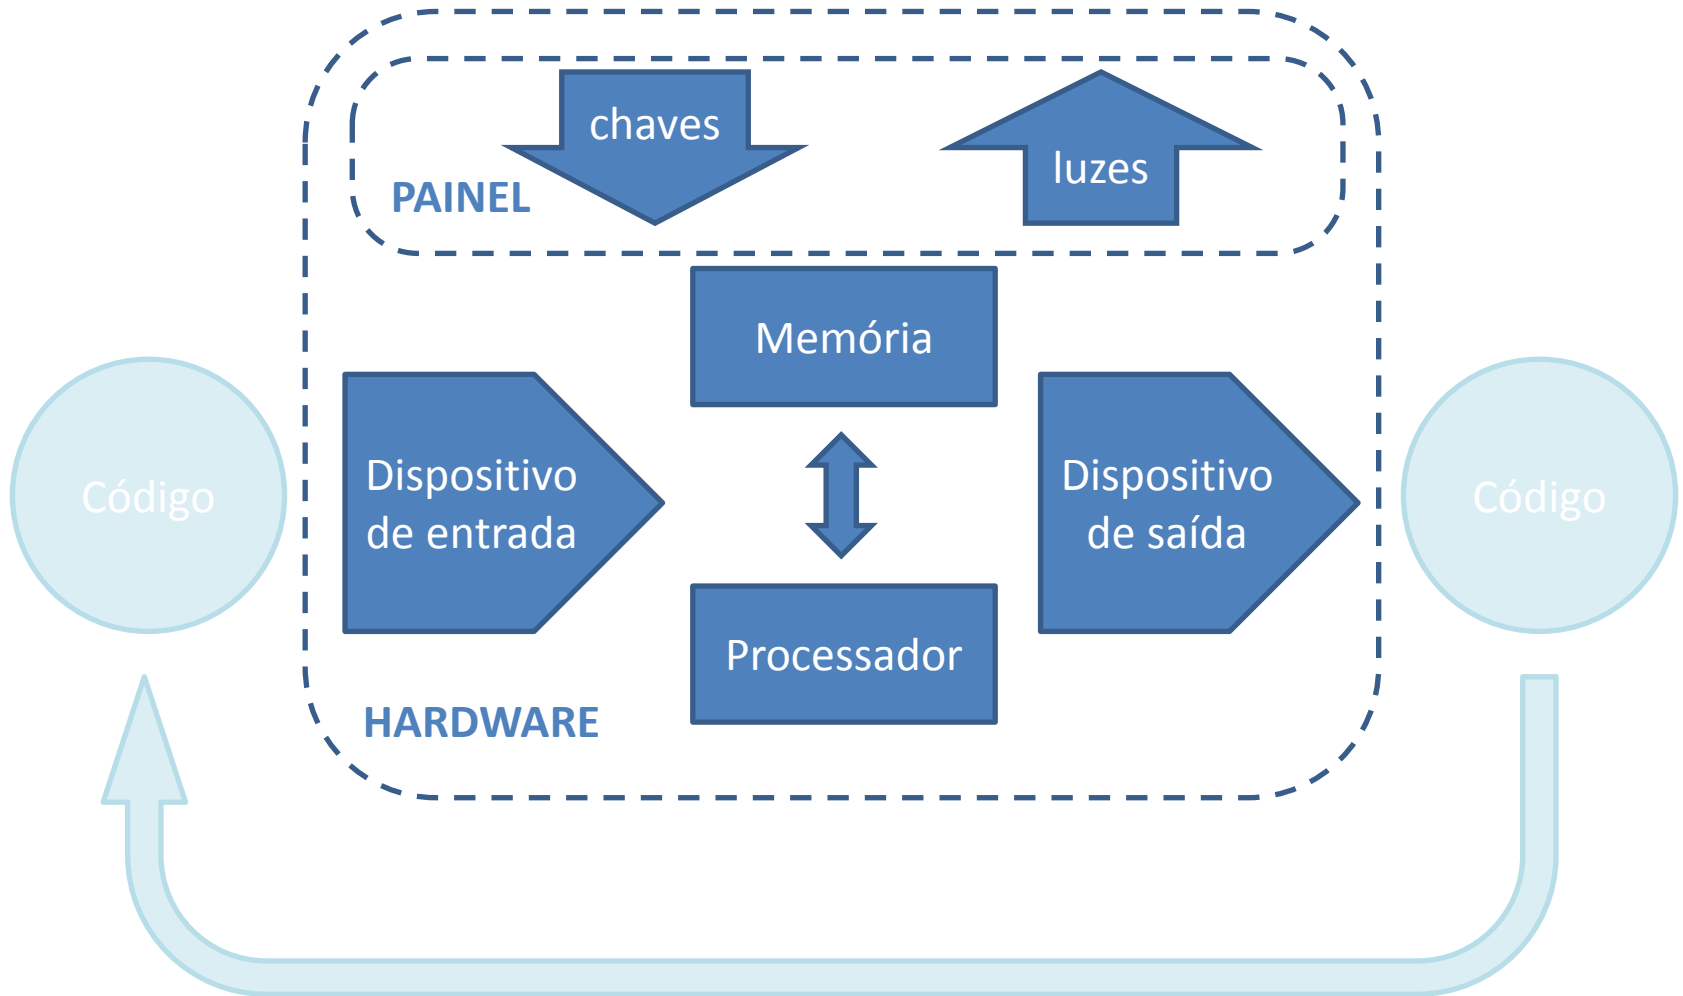 chaves
luzes
PAINEL
Memória
Código
Dispositivo
de entrada
Dispositivo
de saída
Código
Processador
HARDWARE